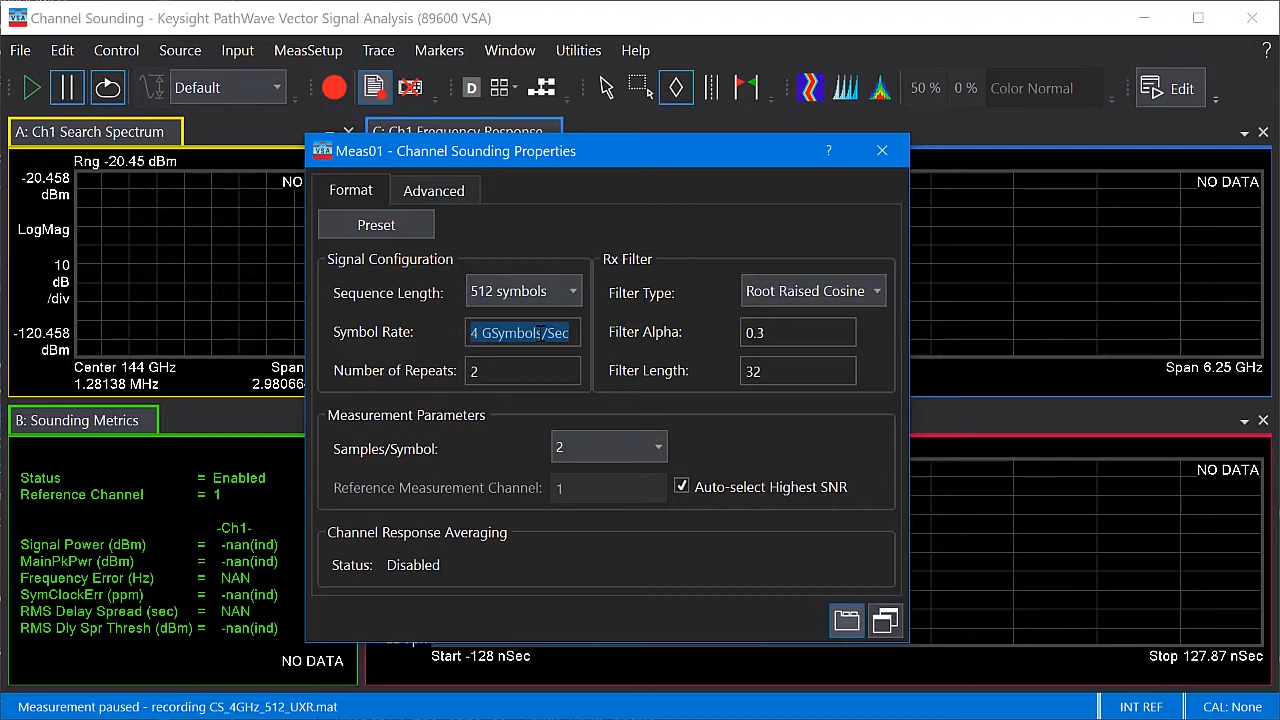 VSA Channel Sounding - Keysight PathWave Vector Signal Analysis (89600 VSA)
File Edit Control Source Input MeasSetup Trace Markers Window Utilities Help ?
Default D 50 % 0 % Color Normal Edit
A: Ch1 Search Spectrum
C: Ch1 Frequency Response
Rng -20.45 dBm
-20.458
dBm
LogMag
10
dB
/div
-120.458
dBm
NO
Center 144 GHz Span
1.28138 MHz 2.98066
NO DATA
Span 6.25 GHz
VSA Meas01 - Channel Sounding Properties ?
Format Advanced
Preset
Signal Configuration
Sequence Length: 512 symbols
Symbol Rate: 4 GSymbols/Sec
Number of Repeats: 2
Rx Filter
Filter Type: Root Raised Cosine
Filter Alpha: 0.3
Filter Length: 32
Measurement Parameters
Samples/Symbol: 2
Reference Measurement Channel: 1 Auto-select Highest SNR
Channel Response Averaging
Status: Disabled
B: Sounding Metrics
Status = Enabled
Reference Channel = 1
-Ch1-
Signal Power (dBm) = -nan(ind)
MainPkPwr (dBm) = -nan(ind)
Frequency Error (Hz) = NAN
SymClockErr (ppm) = -nan(ind)
RMS Delay Spread (sec) = NAN
RMS Dly Spr Thresh (dBm) = -nan(ind)
NO DATA
NO DATA
Start -128 nSec Stop 127.87 nSec
Measurement paused - recording CS_4GHz_512_UXR.mat INT REF CAL: None